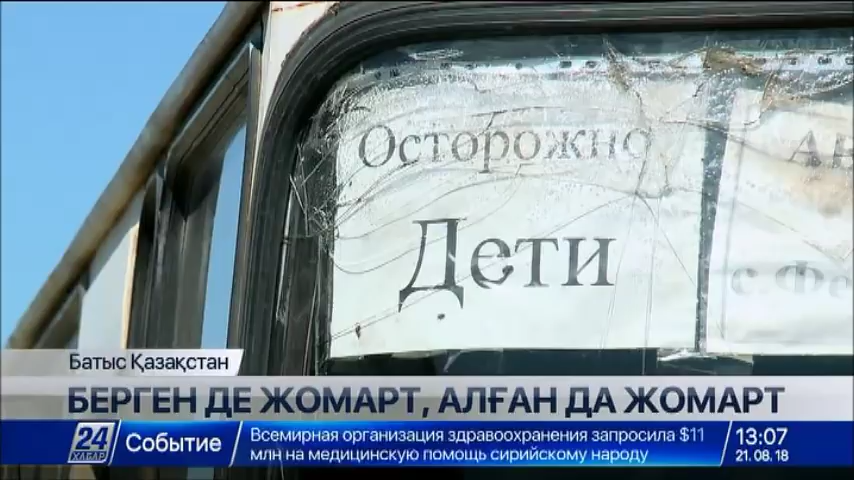 Осторожно
Дети
с. Фе
Батыс Қазақстан
БЕРГЕН ДЕ ЖОМАРТ, АЛҒАН ДА ЖОМАРТ
24
ХАБАР
Событие
Всемирная организация здравоохранения запросила $11
млн на медицинскую помощь сирийскому народу
13:07
21.08.18